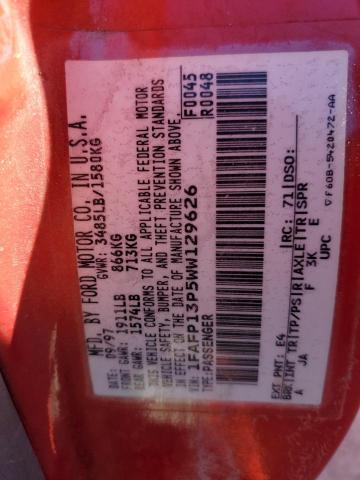 MFD. BY FORD MOTOR CO. IN U.S.A.
DATE: 09/97 GVWR: 3485LB/1580KG
FRONT GAWR: 1911LB 866KG
REAR GAWR: 1574LB 713KG
THIS VEHICLE CONFORMS TO ALL APPLICABLE FEDERAL MOTOR
VEHICLE SAFETY, BUMPER, AND THEFT PREVENTION STANDARDS
IN EFFECT ON THE DATE OF MANUFACTURE SHOWN ABOVE.
VIN: 1FAFP13P5WW129626
TYPE: PASSENGER
F0045
R0048
EXT PNT: E4 RC: 71 DSO:
BRK INT TR TP/PS R AXLE TR SPR
A JA F 3K E
UPC
▽F60B-5420472-AA